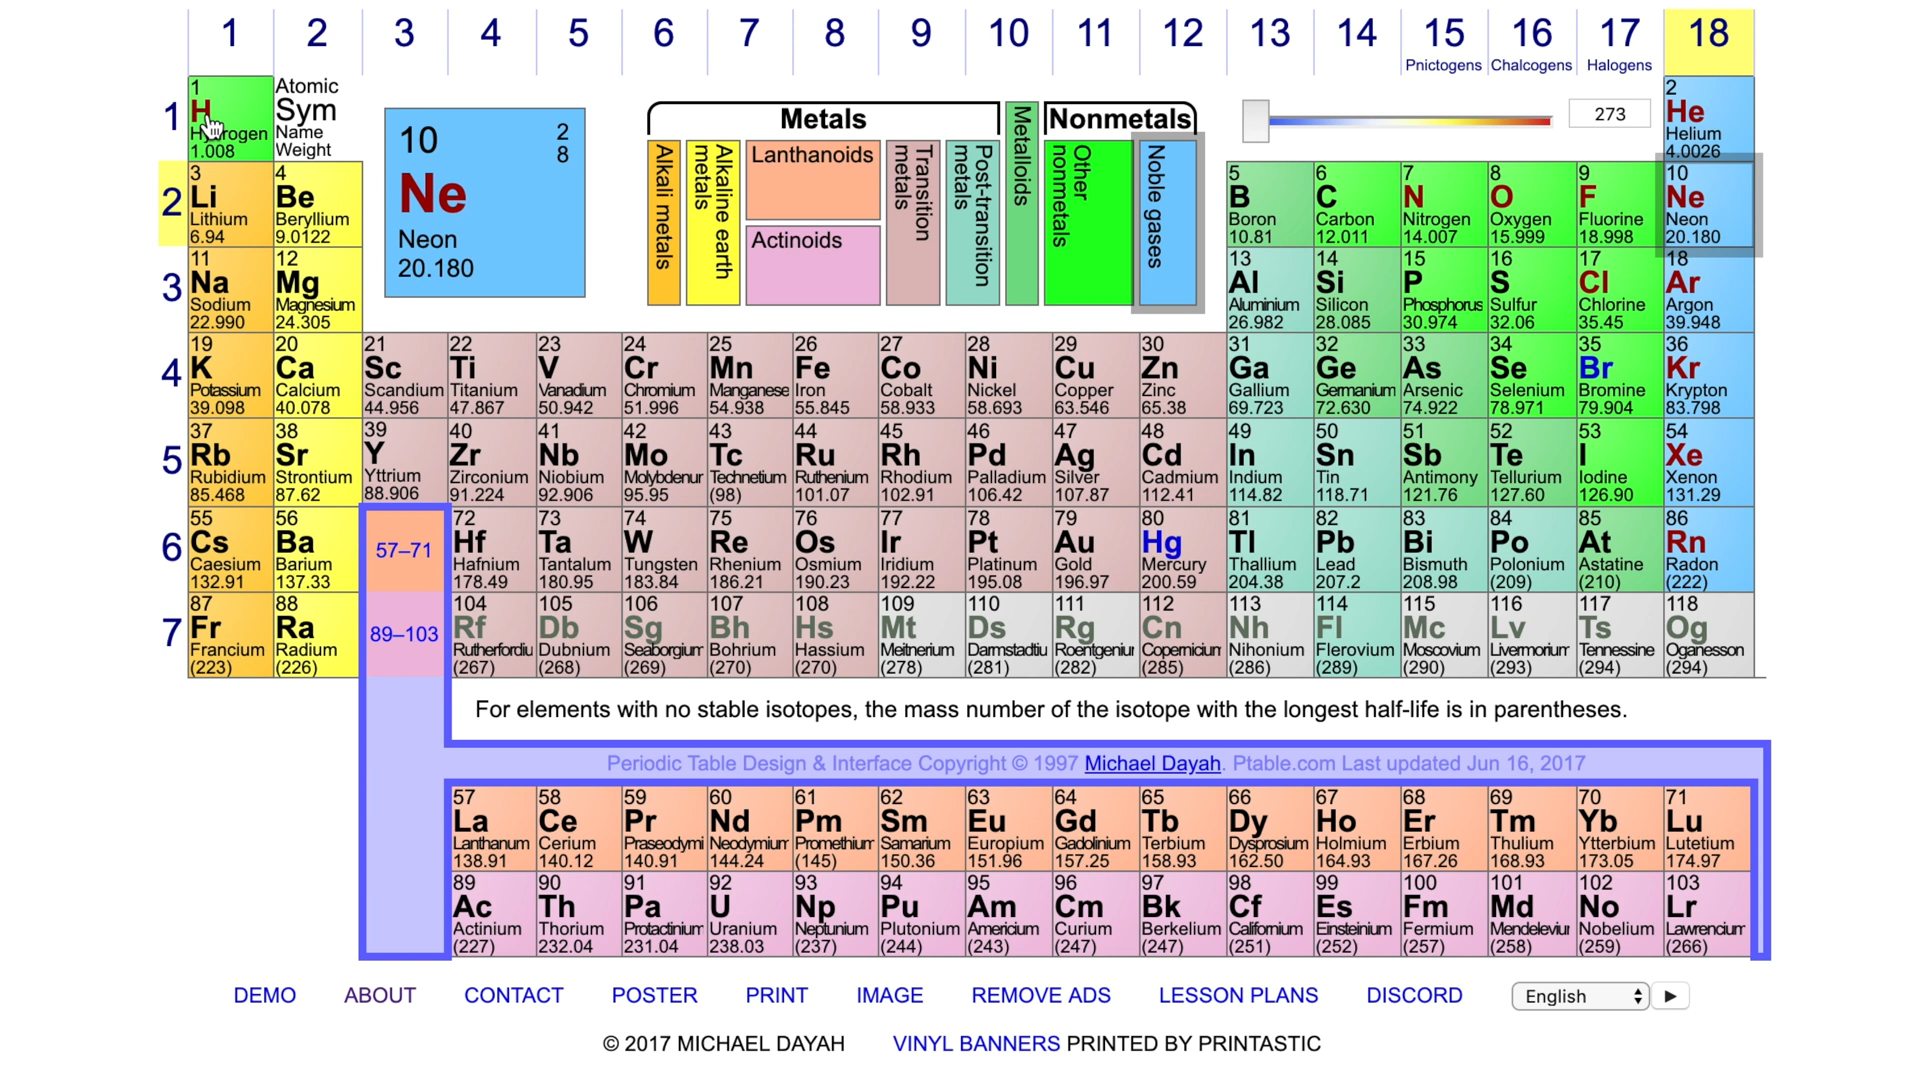 1 2 3 4 5 6 7 8 9 10 11 12 13 14 15 16 17 18
Pnictogens Chalcogens Halogens
1 2 3 4 5 6 7
1 H 1.008
Atomic
Sym
Name
Weight
10 2 8
Ne
Neon
20.180
Metals
Metalloids
Nonmetals
Alkali metals
Alkaline earth metals
Lanthanoids
Actinoids
Transition metals
Post-transition metals
Other nonmetals
Noble gases
273
2 He Helium 4.0026
3 Li Lithium 6.94
4 Be Beryllium 9.0122
5 B Boron 10.81
6 C Carbon 12.011
7 N Nitrogen 14.007
8 O Oxygen 15.999
9 F Fluorine 18.998
10 Ne Neon 20.180
11 Na Sodium 22.990
12 Mg Magnesium 24.305
13 Al Aluminium 26.982
14 Si Silicon 28.085
15 P Phosphorus 30.974
16 S Sulfur 32.06
17 Cl Chlorine 35.45
18 Ar Argon 39.948
19 K Potassium 39.098
20 Ca Calcium 40.078
21 Sc Scandium 44.956
22 Ti Titanium 47.867
23 V Vanadium 50.942
24 Cr Chromium 51.996
25 Mn Manganese 54.938
26 Fe Iron 55.845
27 Co Cobalt 58.933
28 Ni Nickel 58.693
29 Cu Copper 63.546
30 Zn Zinc 65.38
31 Ga Gallium 69.723
32 Ge Germanium 72.630
33 As Arsenic 74.922
34 Se Selenium 78.971
35 Br Bromine 79.904
36 Kr Krypton 83.798
37 Rb Rubidium 85.468
38 Sr Strontium 87.62
39 Y Yttrium 88.906
40 Zr Zirconium 91.224
41 Nb Niobium 92.906
42 Mo Molybdenur 95.95
43 Tc Technetium (98)
44 Ru Ruthenium 101.07
45 Rh Rhodium 102.91
46 Pd Palladium 106.42
47 Ag Silver 107.87
48 Cd Cadmium 112.41
49 In Indium 114.82
50 Sn Tin 118.71
51 Sb Antimony 121.76
52 Te Tellurium 127.60
53 I Iodine 126.90
54 Xe Xenon 131.29
55 Cs Caesium 132.91
56 Ba Barium 137.33
57–71
72 Hf Hafnium 178.49
73 Ta Tantalum 180.95
74 W Tungsten 183.84
75 Re Rhenium 186.21
76 Os Osmium 190.23
77 Ir Iridium 192.22
78 Pt Platinum 195.08
79 Au Gold 196.97
80 Hg Mercury 200.59
81 Tl Thallium 204.38
82 Pb Lead 207.2
83 Bi Bismuth 208.98
84 Po Polonium (209)
85 At Astatine (210)
86 Rn Radon (222)
87 Fr Francium (223)
88 Ra Radium (226)
89–103
104 Rf Rutherfordiu (267)
105 Db Dubnium (268)
106 Sg Seaborgium (269)
107 Bh Bohrium (270)
108 Hs Hassium (270)
109 Mt Meitnerium (278)
110 Ds Darmstadtiu (281)
111 Rg Roentgeniur (282)
112 Cn Copernicium (285)
113 Nh Nihonium (286)
114 Fl Flerovium (289)
115 Mc Moscovium (290)
116 Lv Livermorium (293)
117 Ts Tennessine (294)
118 Og Oganesson (294)
For elements with no stable isotopes, the mass number of the isotope with the longest half-life is in parentheses.
Periodic Table Design & Interface Copyright © 1997 Michael Dayah. Ptable.com Last updated Jun 16, 2017
57 La Lanthanum 138.91
58 Ce Cerium 140.12
59 Pr Praseodymi 140.91
60 Nd Neodymium 144.24
61 Pm Promethium (145)
62 Sm Samarium 150.36
63 Eu Europium 151.96
64 Gd Gadolinium 157.25
65 Tb Terbium 158.93
66 Dy Dysprosium 162.50
67 Ho Holmium 164.93
68 Er Erbium 167.26
69 Tm Thulium 168.93
70 Yb Ytterbium 173.05
71 Lu Lutetium 174.97
89 Ac Actinium (227)
90 Th Thorium 232.04
91 Pa Protactinium 231.04
92 U Uranium 238.03
93 Np Neptunium (237)
94 Pu Plutonium (244)
95 Am Americium (243)
96 Cm Curium (247)
97 Bk Berkelium (247)
98 Cf Californium (251)
99 Es Einsteinium (252)
100 Fm Fermium (257)
101 Md Mendeleviur (258)
102 No Nobelium (259)
103 Lr Lawrencium (266)
DEMO ABOUT CONTACT POSTER PRINT IMAGE REMOVE ADS LESSON PLANS DISCORD English
© 2017 MICHAEL DAYAH VINYL BANNERS PRINTED BY PRINTASTIC